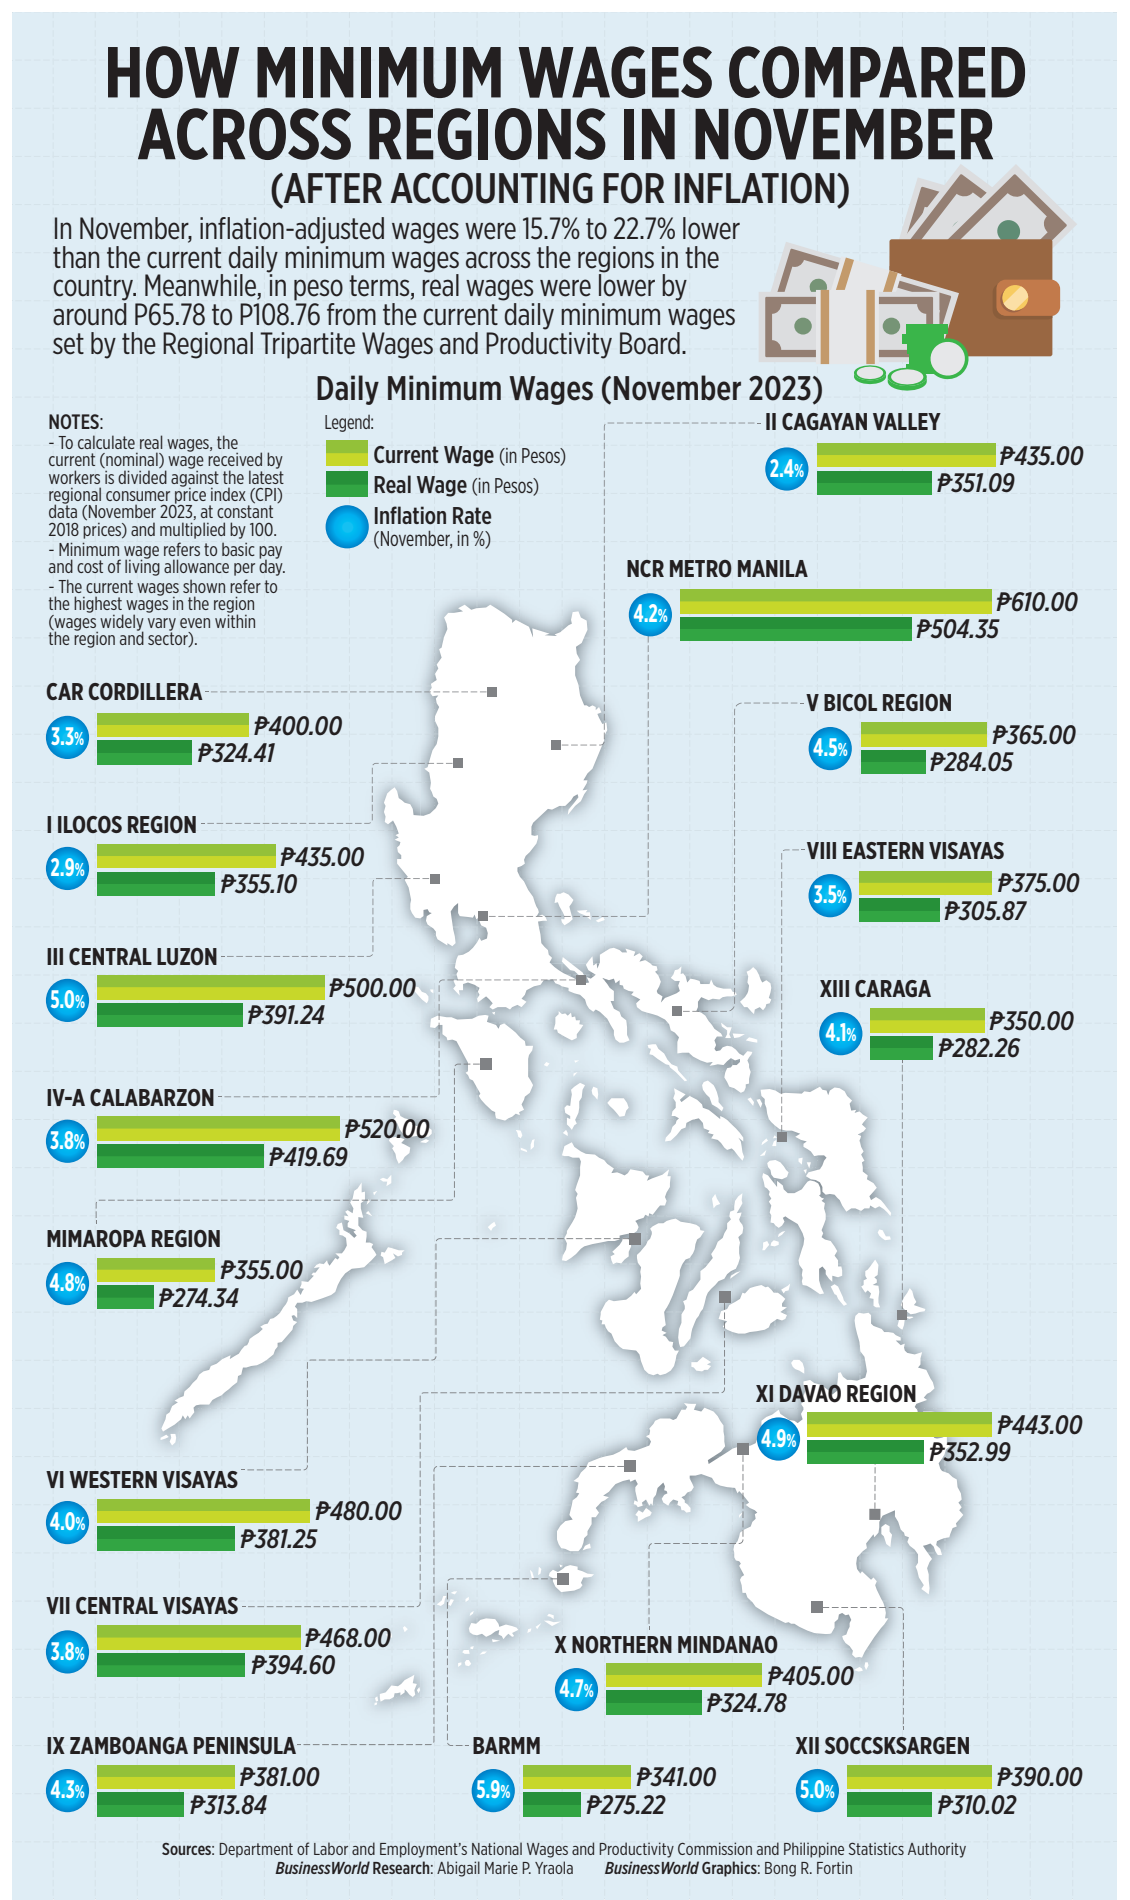 HOW MINIMUM WAGES COMPARED
ACROSS REGIONS IN NOVEMBER
(AFTER ACCOUNTING FOR INFLATION)
In November, inflation-adjusted wages were 15.7% to 22.7% lower
than the current daily minimum wages across the regions in the
country. Meanwhile, in peso terms, real wages were lower by
around P65.78 to P108.76 from the current daily minimum wages
set by the Regional Tripartite Wages and Productivity Board.
Daily Minimum Wages (November 2023)
NOTES:
- To calculate real wages, the
current (nominal) wage received by
workers is divided against the latest
regional consumer price index (CPI)
data (November 2023, at constant
2018 prices) and multiplied by 100.
- Minimum wage refers to basic pay
and cost of living allowance per day.
- The current wages shown refer to
the highest wages in the region
(wages widely vary even within
the region and sector).
Legend:
Current Wage (in Pesos)
Real Wage (in Pesos)
Inflation Rate
(November, in %)
II CAGAYAN VALLEY
2.4%
₱435.00
₱351.09
NCR METRO MANILA
4.2%
₱610.00
₱504.35
CAR CORDILLERA
3.3%
₱400.00
₱324.41
V BICOL REGION
4.5%
₱365.00
₱284.05
I ILOCOS REGION
2.9%
₱435.00
₱355.10
VIII EASTERN VISAYAS
3.5%
₱375.00
₱305.87
III CENTRAL LUZON
5.0%
₱500.00
₱391.24
XIII CARAGA
4.1%
₱350.00
₱282.26
IV-A CALABARZON
3.8%
₱520.00
₱419.69
MIMAROPA REGION
4.8%
₱355.00
₱274.34
XI DAVAO REGION
4.9%
₱443.00
₱352.99
VI WESTERN VISAYAS
4.0%
₱480.00
₱381.25
VII CENTRAL VISAYAS
3.8%
₱468.00
₱394.60
X NORTHERN MINDANAO
4.7%
₱405.00
₱324.78
IX ZAMBOANGA PENINSULA
4.3%
₱381.00
₱313.84
BARMM
5.9%
₱341.00
₱275.22
XII SOCCSKSARGEN
5.0%
₱390.00
₱310.02
Sources: Department of Labor and Employment's National Wages and Productivity Commission and Philippine Statistics Authority
BusinessWorld Research: Abigail Marie P. Yraola BusinessWorld Graphics: Bong R. Fortin